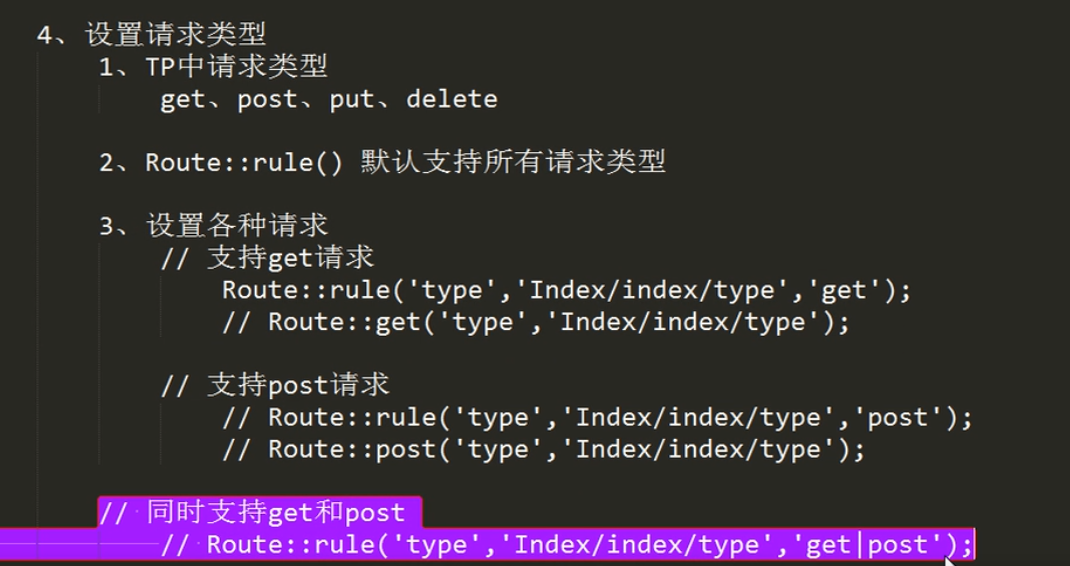 4、设置请求类型
1、TP中请求类型
get、post、put、delete
2、Route::rule() 默认支持所有请求类型
3、设置各种请求
// 支持get请求
Route::rule('type','Index/index/type','get');
// Route::get('type','Index/index/type');
// 支持post请求
// Route::rule('type','Index/index/type','post');
// Route::post('type','Index/index/type');
// 同时支持get和post
// Route::rule('type','Index/index/type','get|post');